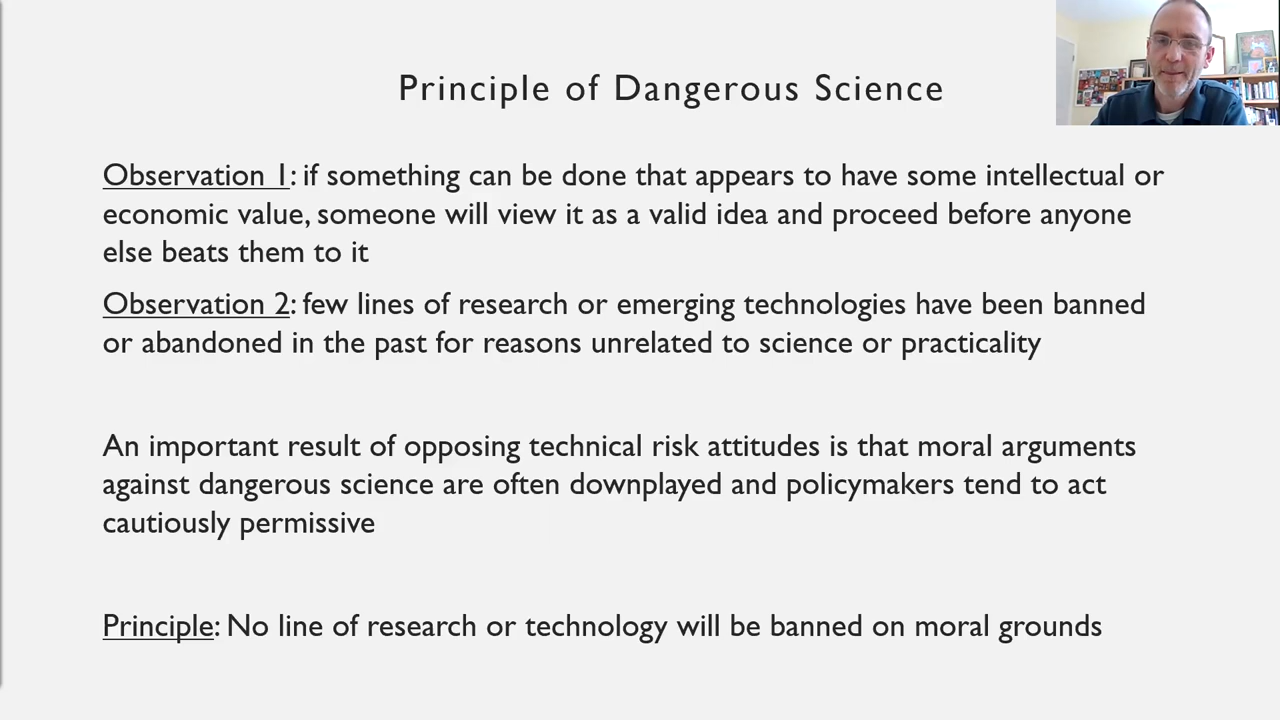 Principle of Dangerous Science
Observation 1: if something can be done that appears to have some intellectual or
economic value, someone will view it as a valid idea and proceed before anyone
else beats them to it
Observation 2: few lines of research or emerging technologies have been banned
or abandoned in the past for reasons unrelated to science or practicality
An important result of opposing technical risk attitudes is that moral arguments
against dangerous science are often downplayed and policymakers tend to act
cautiously permissive
Principle: No line of research or technology will be banned on moral grounds